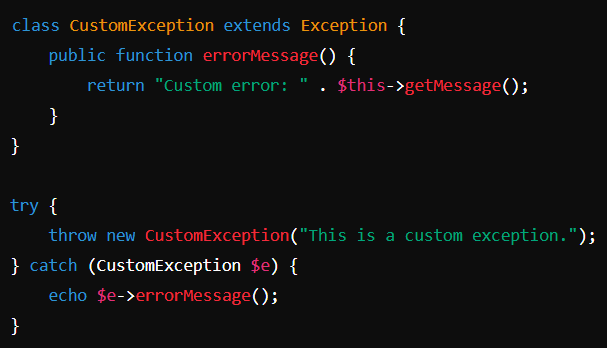 class CustomException extends Exception {
    public function errorMessage() {
        return "Custom error: " . $this->getMessage();
    }
}

try {
    throw new CustomException("This is a custom exception.");
} catch (CustomException $e) {
    echo $e->errorMessage();
}